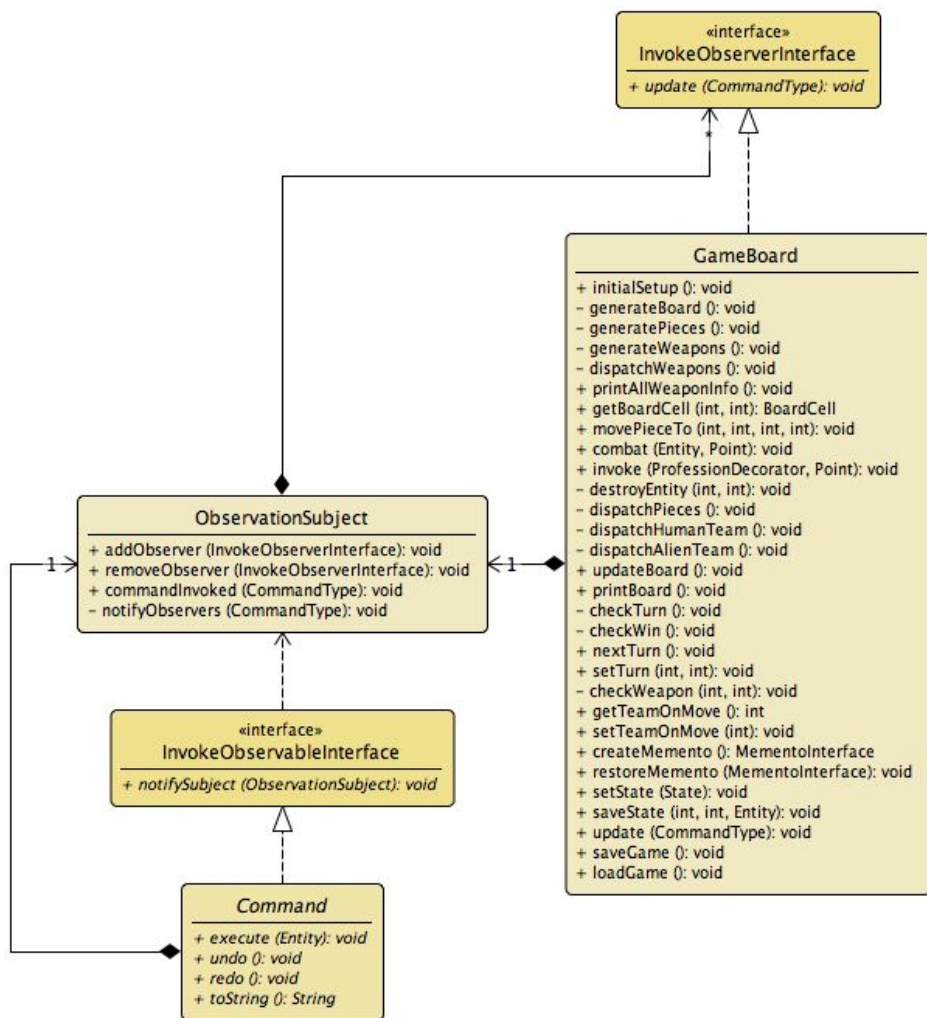 «interface»
InvokeObserverInterface
+ update (CommandType): void
*
GameBoard
+ initialSetup (): void
- generateBoard (): void
- generatePieces (): void
- generateWeapons (): void
- dispatchWeapons (): void
+ printAllWeaponInfo (): void
+ getBoardCell (int, int): BoardCell
+ movePieceTo (int, int, int, int): void
+ combat (Entity, Point): void
+ invoke (ProfessionDecorator, Point): void
- destroyEntity (int, int): void
- dispatchPieces (): void
- dispatchHumanTeam (): void
- dispatchAlienTeam (): void
+ updateBoard (): void
+ printBoard (): void
- checkTurn (): void
- checkWin (): void
+ nextTurn (): void
+ setTurn (int, int): void
- checkWeapon (int, int): void
+ getTeamOnMove (): int
+ setTeamOnMove (int): void
+ createMemento (): MementoInterface
+ restoreMemento (MementoInterface): void
+ setState (State): void
+ saveState (int, int, Entity): void
+ update (CommandType): void
+ saveGame (): void
+ loadGame (): void
ObservationSubject
+ addObserver (InvokeObserverInterface): void
+ removeObserver (InvokeObserverInterface): void
+ commandInvoked (CommandType): void
- notifyObservers (CommandType): void
1
1
«interface»
InvokeObservableInterface
+ notifySubject (ObservationSubject): void
Command
+ execute (Entity): void
+ undo (): void
+ redo (): void
+ toString (): String